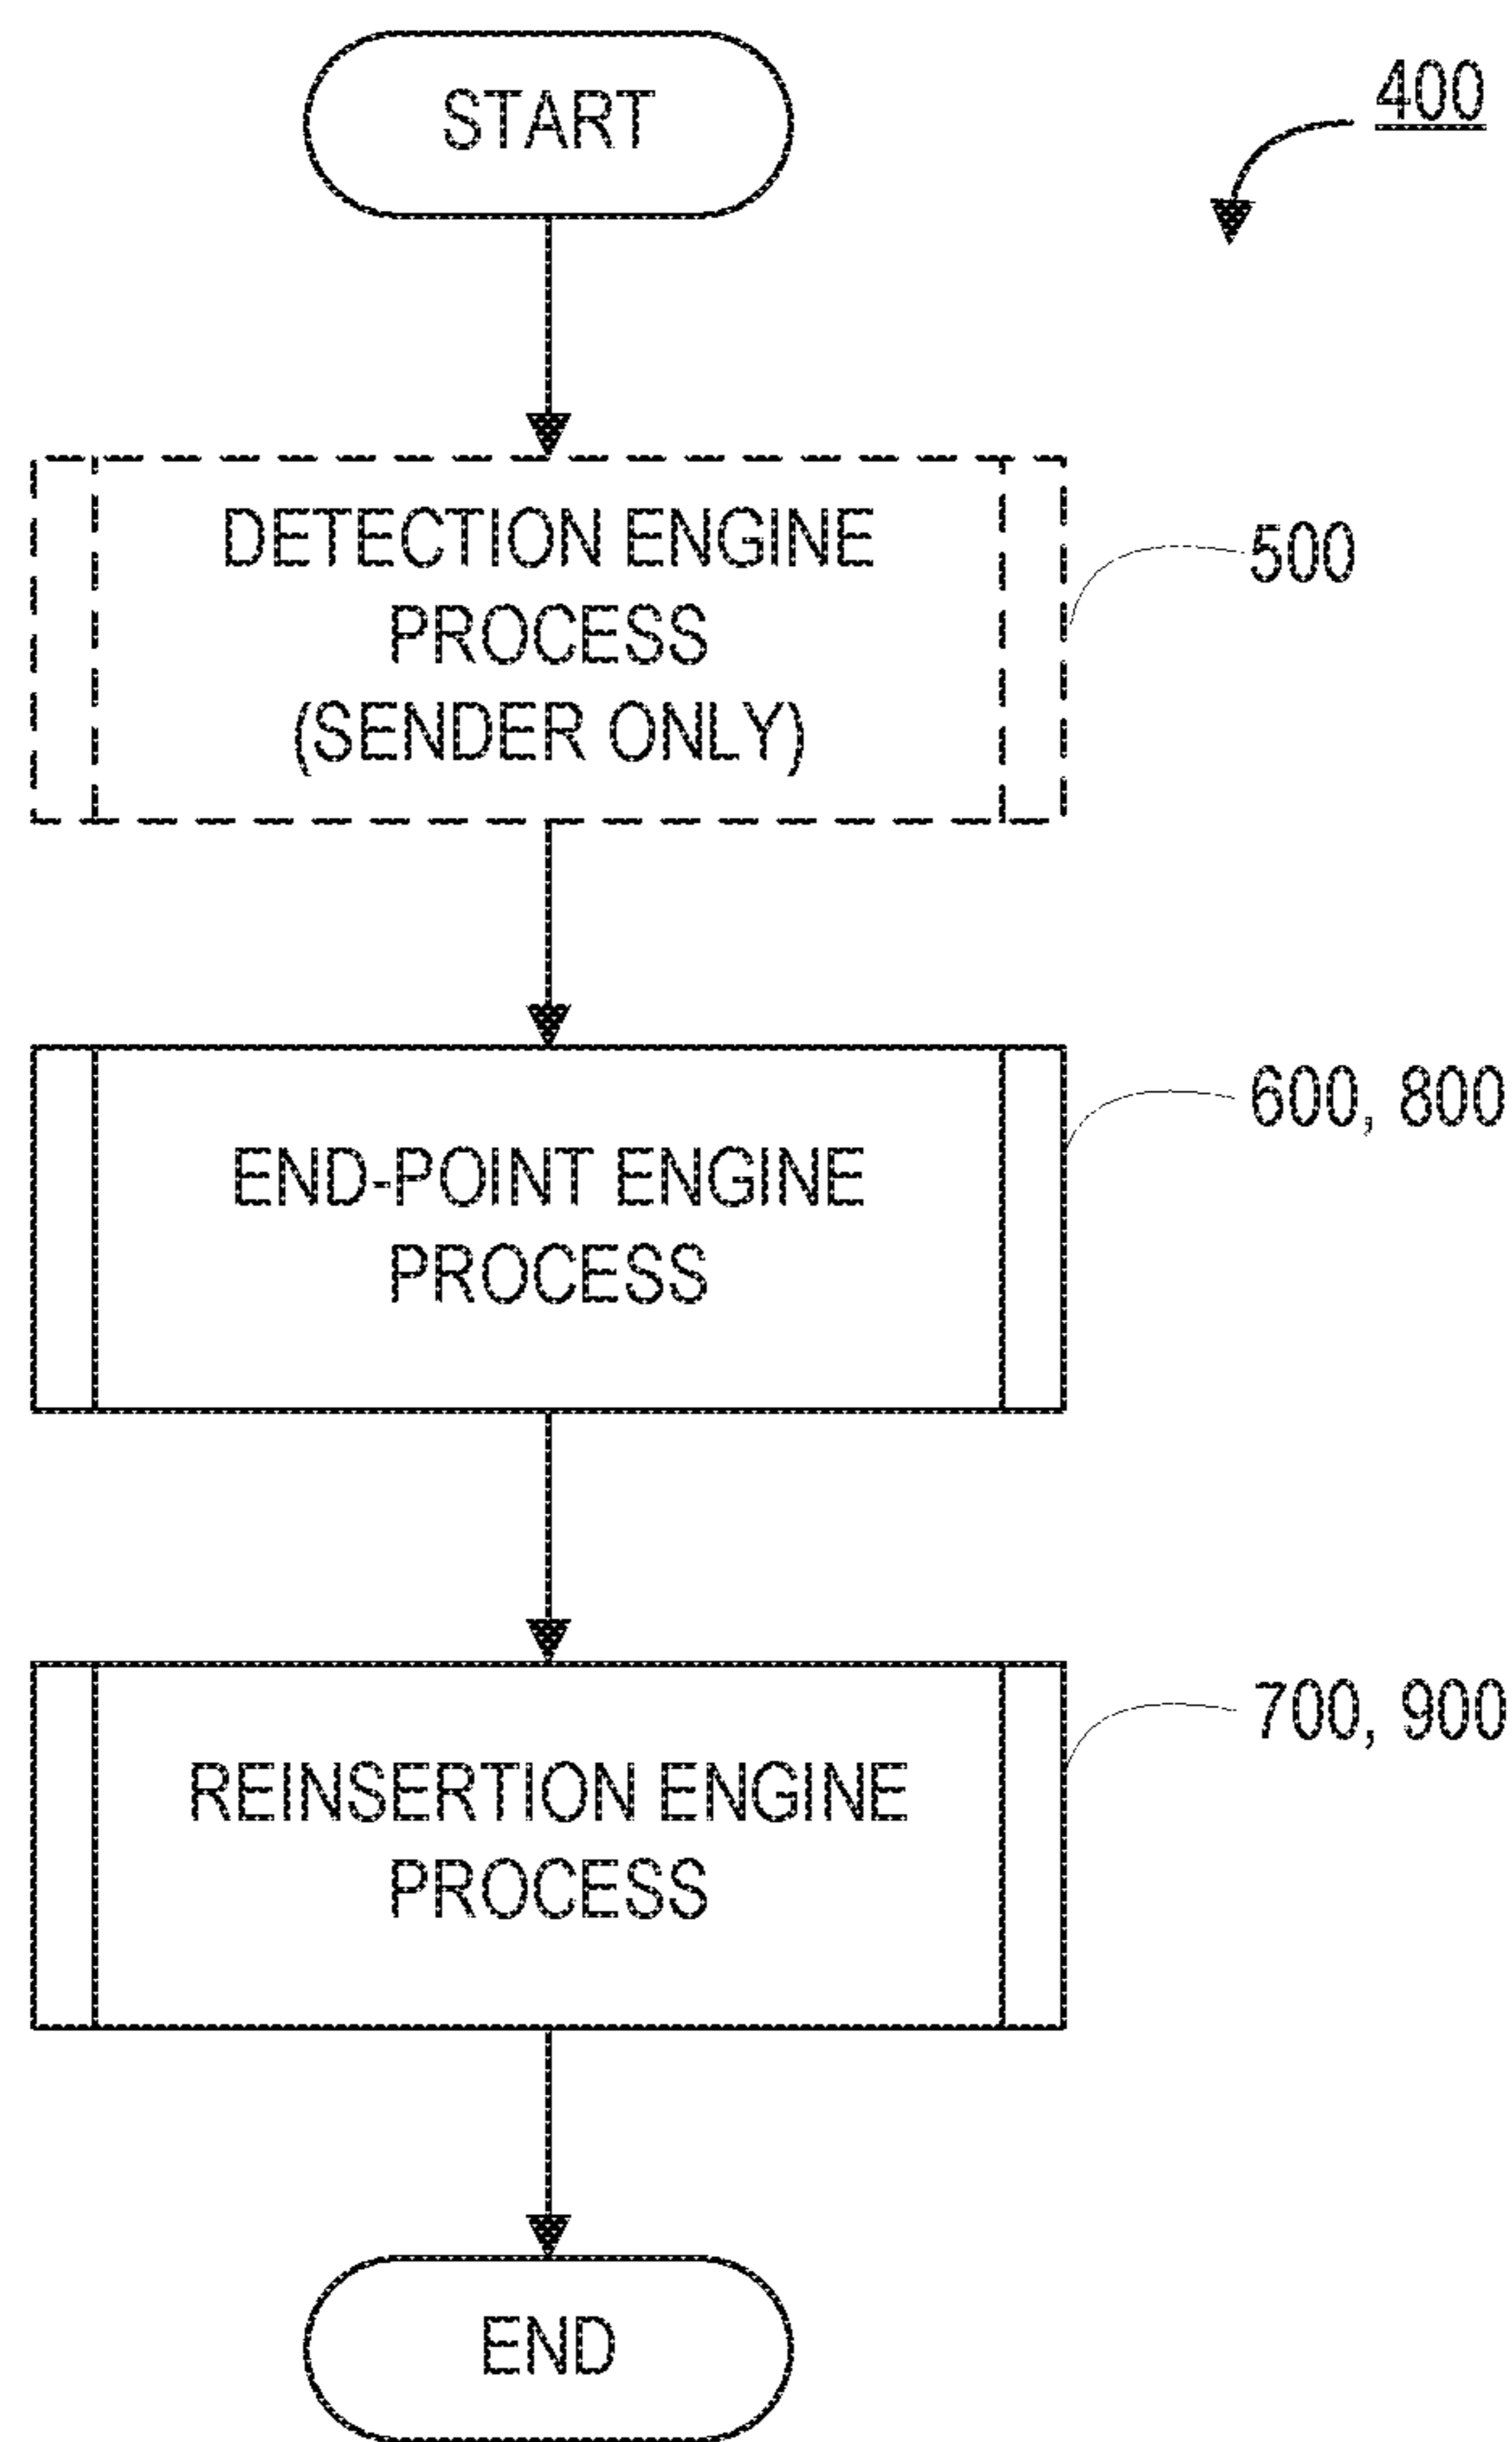 START
400
DETECTION ENGINE
PROCESS
(SENDER ONLY)
500
END-POINT ENGINE
PROCESS
600, 800
REINSERTION ENGINE
PROCESS
700, 900
END